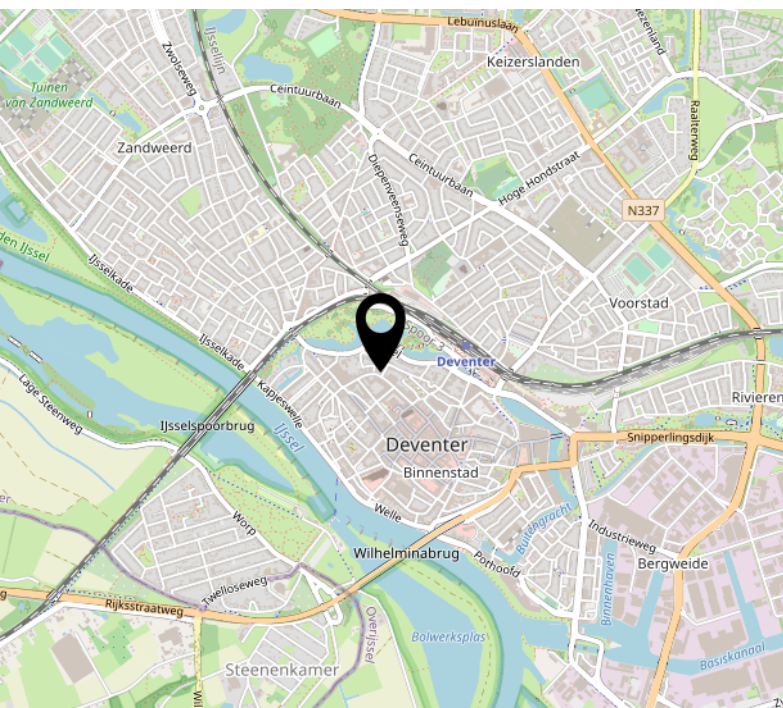 Lebuinuslaan
Keizerslanden
Zwolseweg
IJssellijn
Tuinen
van Zandweerd
Ceintuurbaan
Raalterweg
Zandweerd
Diepenveenseweg
Ceintuurbaan
Hoge Hondstraat
N337
den IJssel
IJsselkade
Voorstad
Spoor 3
IJsselkade
Deventer
Lage Steenweg
Kapjeswelle
Rivieren
IJsselspoorbrug
IJssel
Deventer
Snipperlingsdijk
Binnenstad
Welle
Worp
Buitengracht
Industrieweg
Wilhelminabrug
Pothoofd
Bergweide
Twelloseweg
Binnenhaven
Rijksstraatweg
Overijssel
Bolwerksplas
Basiskanaal
Steenenkamer